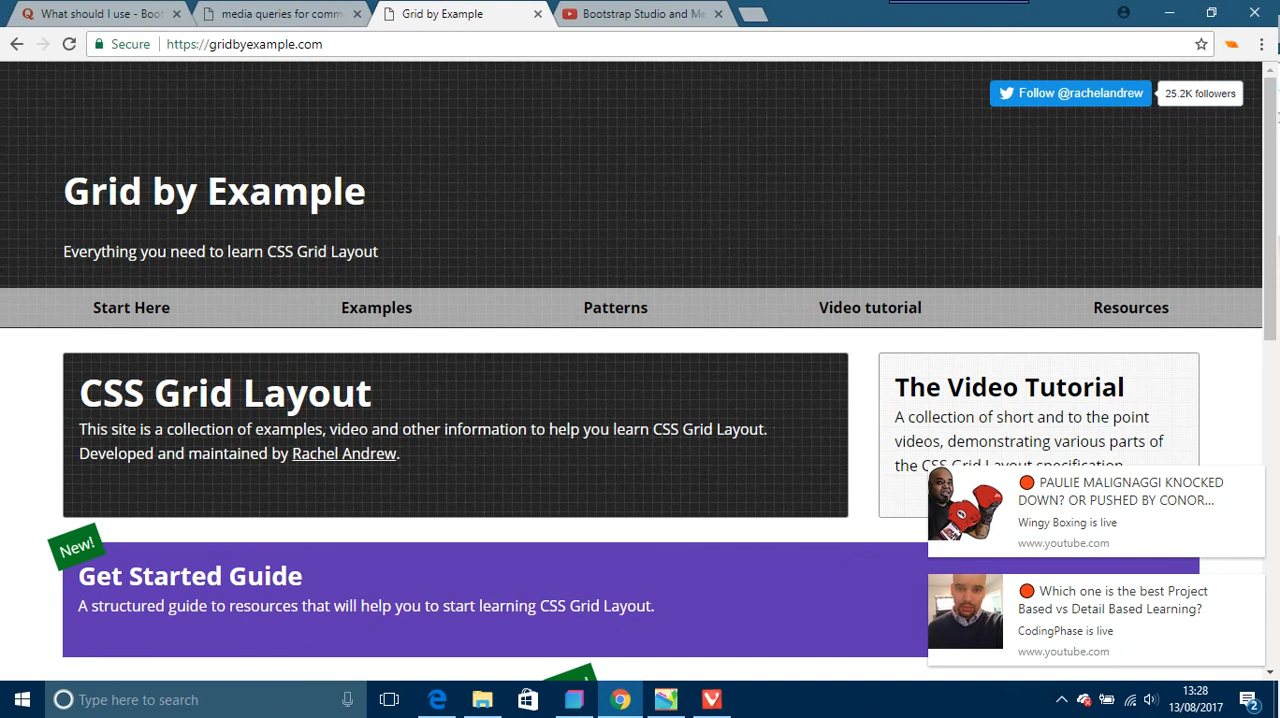 What should I use - Boot
media queries for comm
Grid by Example
Bootstrap Studio and Me
Secure
https://gridbyexample.com
Follow @rachelandrew
25.2K followers
Grid by Example
Everything you need to learn CSS Grid Layout
Start Here
Examples
Patterns
Video tutorial
Resources
CSS Grid Layout
This site is a collection of examples, video and other information to help you learn CSS Grid Layout.
Developed and maintained by Rachel Andrew.
The Video Tutorial
A collection of short and to the point
videos, demonstrating various parts of
the CSS Grid Layout specification.
PAULIE MALIGNAGGI KNOCKED
DOWN? OR PUSHED BY CONOR...
Wingy Boxing is live
www.youtube.com
New!
Get Started Guide
A structured guide to resources that will help you to start learning CSS Grid Layout.
Which one is the best Project
Based vs Detail Based Learning?
CodingPhase is live
www.youtube.com
Type here to search
13:28
13/08/2017
2